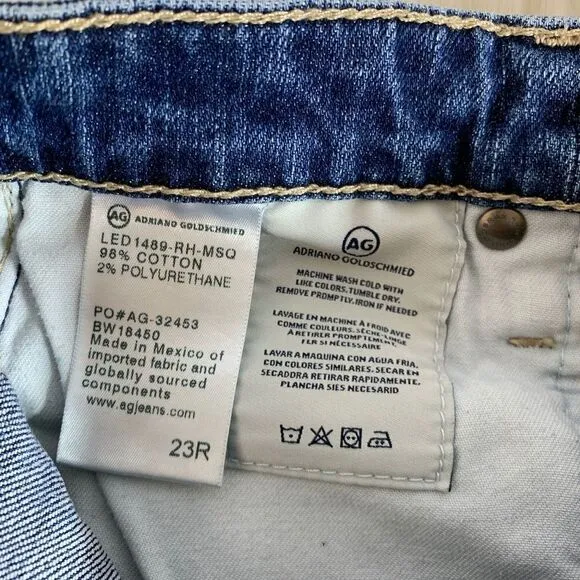 AG ADRIANO GOLDSCHMIED
LED1489-RH-MSQ
98% COTTON
2% POLYURETHANE
PO#AG-32453
BW18450
Made in Mexico of
imported fabric and
globally sourced
components
www.agjeans.com
23R
AG
ADRIANO GOLDSCHMIED
MACHINE WASH COLD WITH
LIKE COLORS. TUMBLE DRY.
REMOVE PROMPTLY. IRON IF NEEDED
LAVAGE EN MACHINE À FROID AVEC
COMME COULEURS. SÈCHE-LINGE
À RETIRER PROMPTEMENT.
FER SI NÉCESSAIRE
LAVAR A MAQUINA CON AGUA FRIA.
CON COLORES SIMILARES. SECAR EN
SECADORA RETIRAR RAPIDAMENTE.
PLANCHA SIES NECESARIO